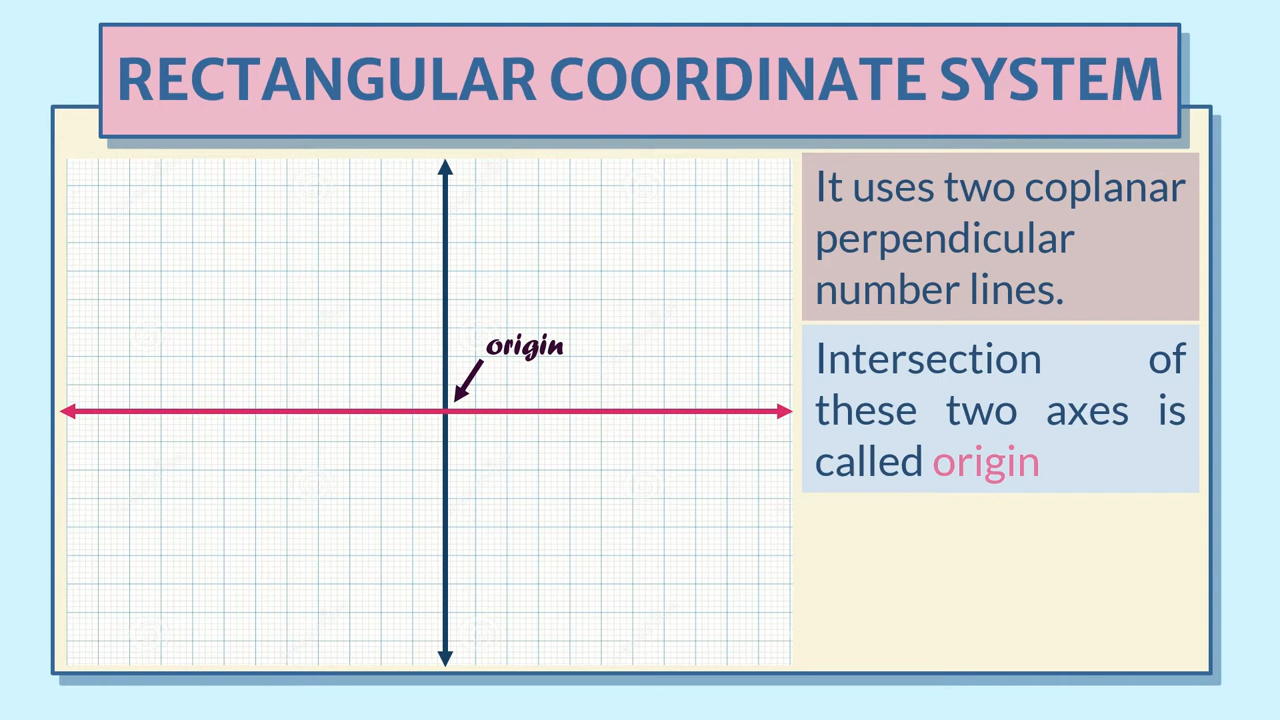 RECTANGULAR COORDINATE SYSTEM
origin
It uses two coplanar
perpendicular
number lines.
Intersection of
these two axes is
called origin